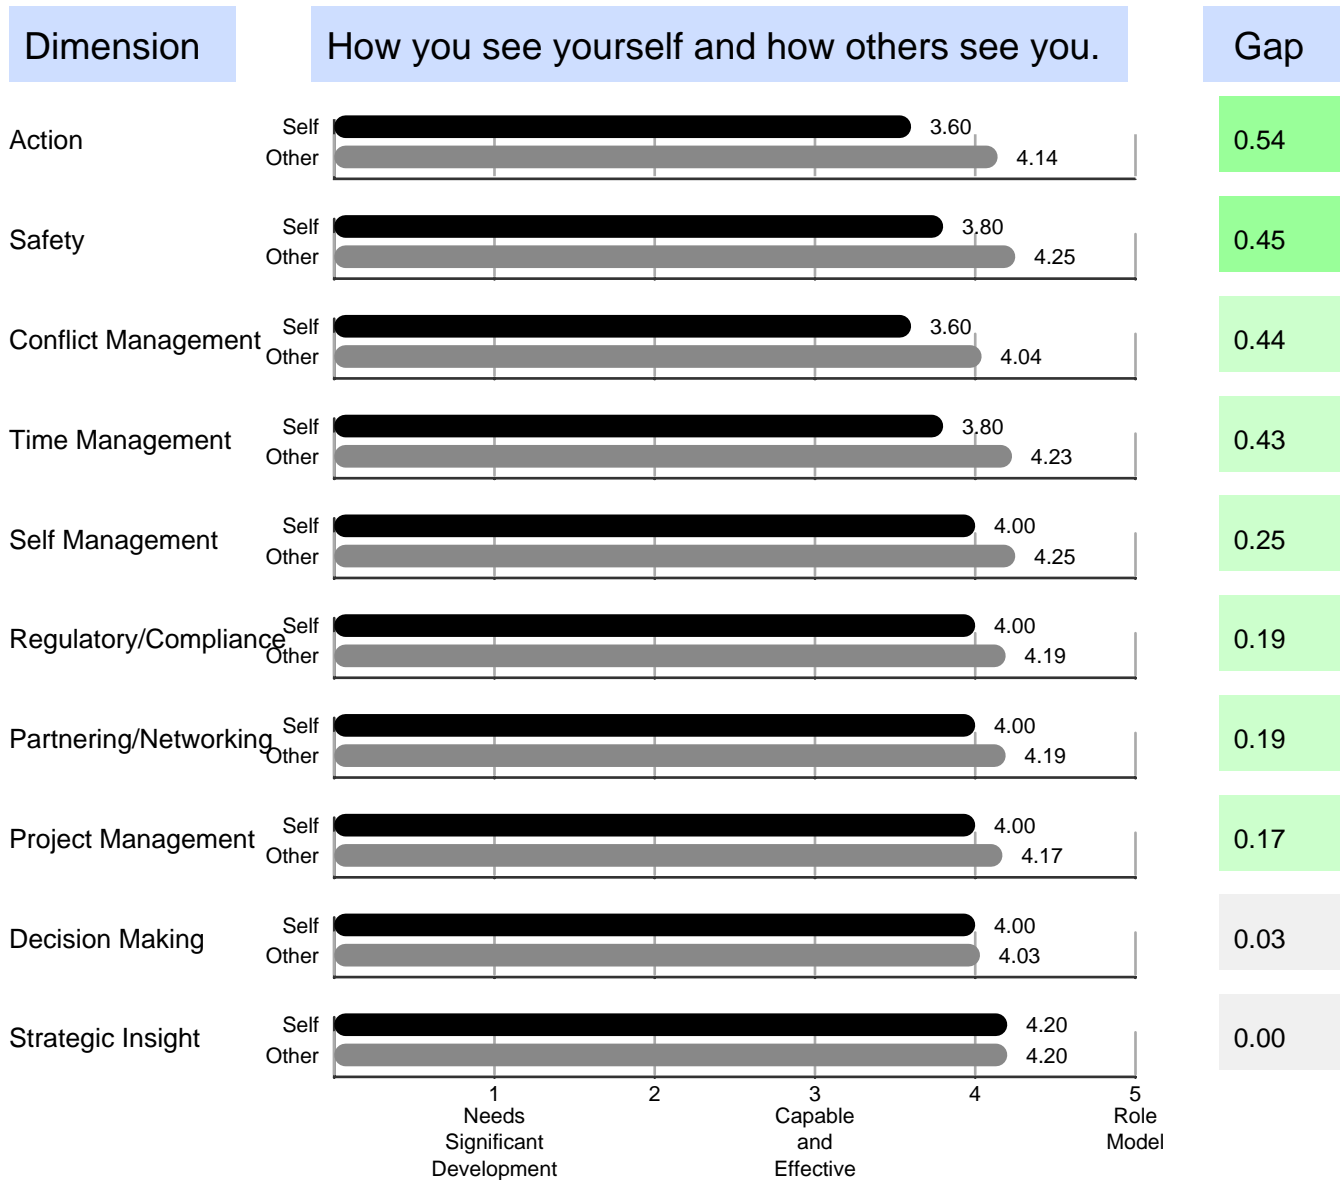 Dimension
How you see yourself and how others see you.
Gap
Action
Self
3.60
Other
4.14
0.54
Safety
Self
3.80
Other
4.25
0.45
Conflict Management
Self
3.60
Other
4.04
0.44
Time Management
Self
3.80
Other
4.23
0.43
Self Management
Self
4.00
Other
4.25
0.25
Regulatory/Compliance
Self
4.00
Other
4.19
0.19
Partnering/Networking
Self
4.00
Other
4.19
0.19
Project Management
Self
4.00
Other
4.17
0.17
Decision Making
Self
4.00
Other
4.03
0.03
Strategic Insight
Self
4.20
Other
4.20
0.00
1
Needs
Significant
Development
2
3
Capable
and
Effective
4
5
Role
Model